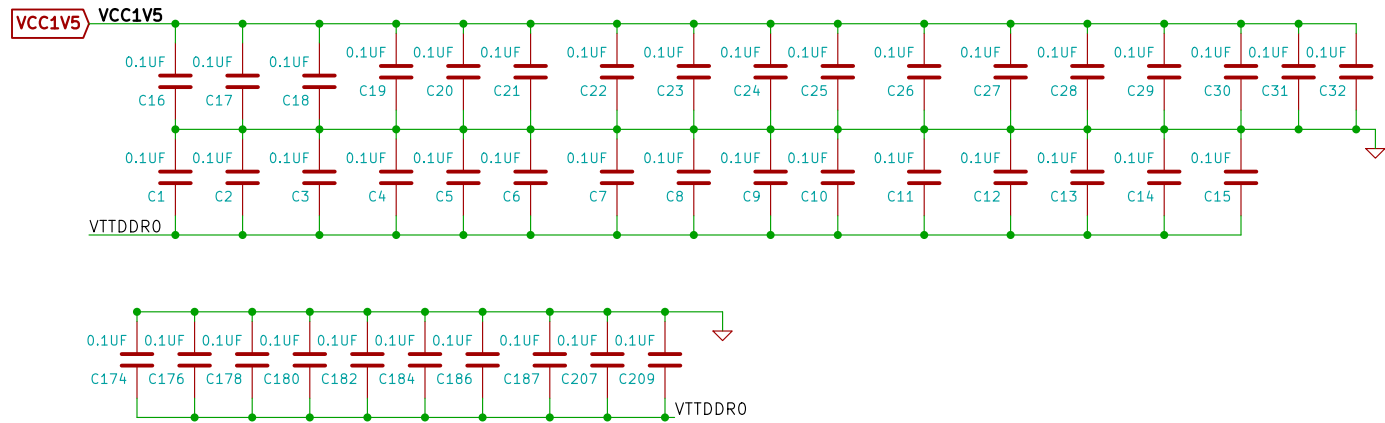 VCC1V5 VCC1V5
0.1UF 0.1UF 0.1UF 0.1UF 0.1UF 0.1UF 0.1UF 0.1UF 0.1UF 0.1UF 0.1UF 0.1UF 0.1UF 0.1UF 0.1UF 0.1UF 0.1UF
C16 C17 C18 C19 C20 C21 C22 C23 C24 C25 C26 C27 C28 C29 C30 C31 C32
0.1UF 0.1UF 0.1UF 0.1UF 0.1UF 0.1UF 0.1UF 0.1UF 0.1UF 0.1UF 0.1UF 0.1UF 0.1UF 0.1UF 0.1UF
C1 C2 C3 C4 C5 C6 C7 C8 C9 C10 C11 C12 C13 C14 C15
VTTDDR0
0.1UF 0.1UF 0.1UF 0.1UF 0.1UF 0.1UF 0.1UF 0.1UF 0.1UF 0.1UF
C174 C176 C178 C180 C182 C184 C186 C187 C207 C209
VTTDDR0